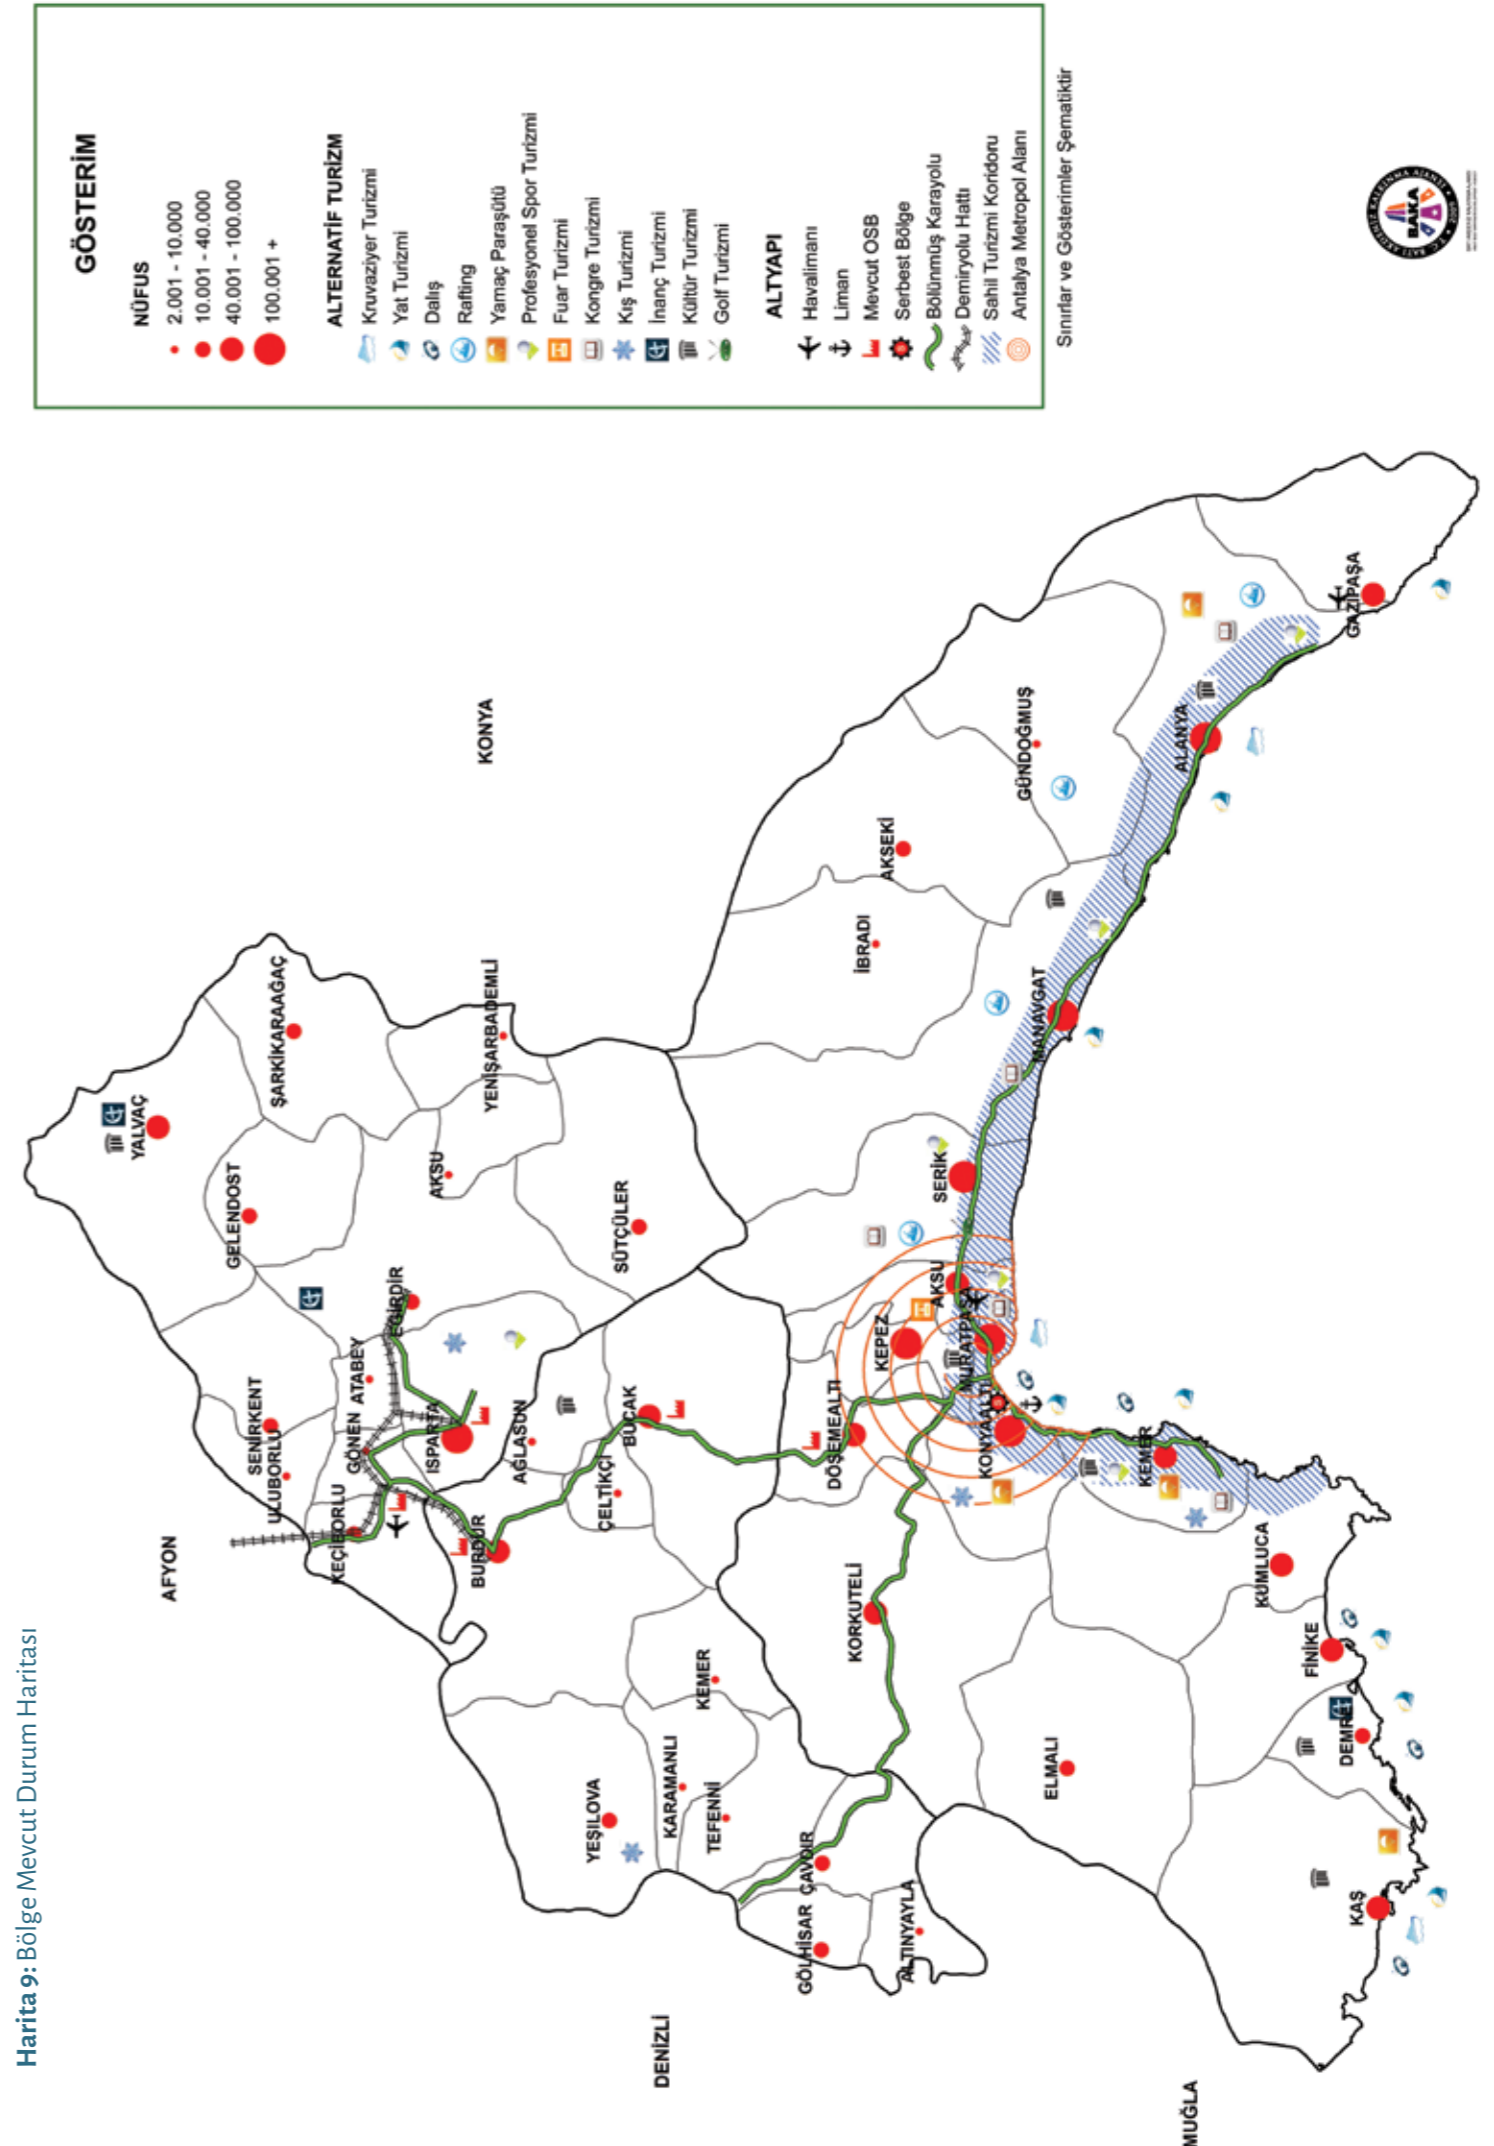 Harita 9: Bölge Mevcut Durum Haritası
AFYON
KONYA
DENİZLİ
MUĞLA
YALVAÇ
ŞARKİKARAAĞAÇ
GELENDOST
YENİŞARBADEMLİ
AKSU
SÜTÇÜLER
EĞİRDİR
SENİRKENT
ULUBORLU
ATABEY
GÖNEN
KEÇİBORLU
ISPARTA
AĞLASUN
BURDUR
BUCAK
ÇELTİKÇİ
KEMER
YEŞİLOVA
KARAMANLI
TEFENNİ
ÇAVDIR
GÖLHİSAR
ALTINYAYLA
İBRADI
AKSEKİ
GÜNDOĞMUŞ
GAZİPAŞA
ALANYA
MANAVGAT
SERİK
AKSU
KEPEZ
MURATPAŞA
DÖŞEMEALTI
KONYAALTI
KEMER
KORKUTELİ
KUMLUCA
FİNİKE
ELMALI
DEMRE
KAŞ
GÖSTERİM
NÜFUS
2.001 - 10.000
10.001 - 40.000
40.001 - 100.000
100.001 +
ALTERNATİF TURİZM
Kruvaziyer Turizmi
Yat Turizmi
Dalış
Rafting
Yamaç Paraşütü
Profesyonel Spor Turizmi
Fuar Turizmi
Kongre Turizmi
Kış Turizmi
İnanç Turizmi
Kültür Turizmi
Golf Turizmi
ALTYAPI
Havalimanı
Liman
Mevcut OSB
Serbest Bölge
Bölünmüş Karayolu
Demiryolu Hattı
Sahil Turizmi Koridoru
Antalya Metropol Alanı
Sınırlar ve Gösterimler Şematiktir
T.C. BATI AKDENİZ KALKINMA AJANSI
BAKA